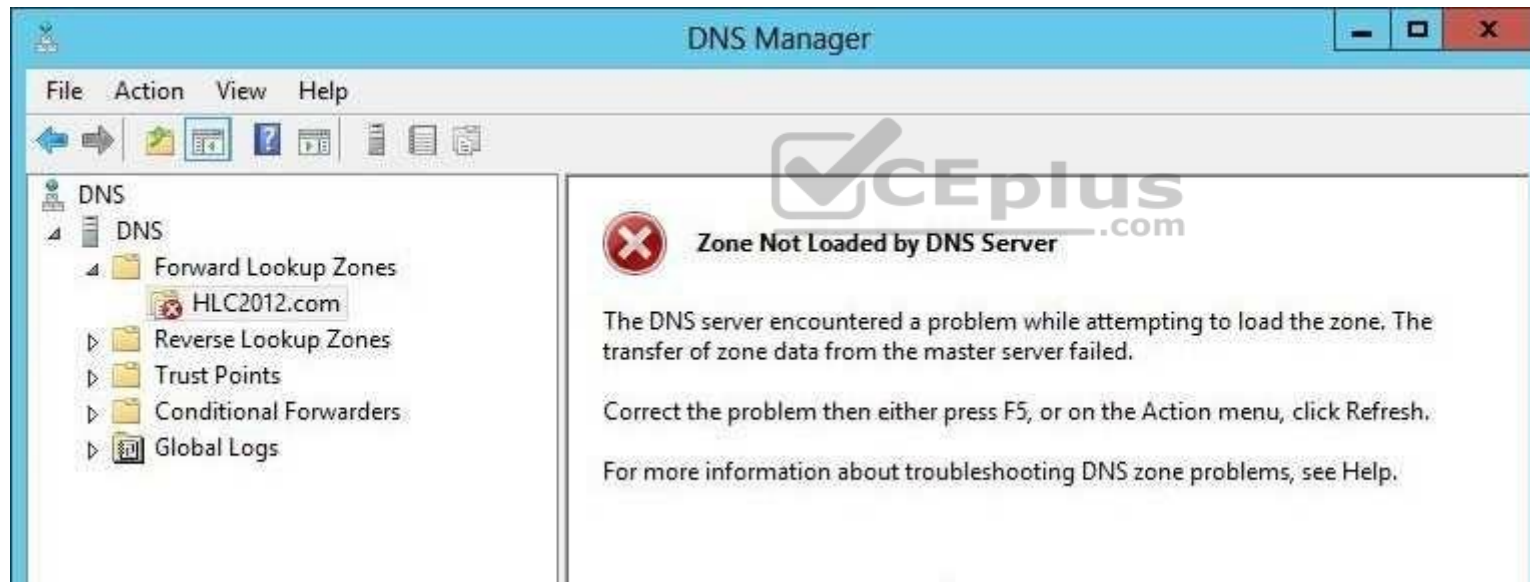 DNS Manager
File Action View Help
VCEplus
.com
DNS
DNS
Forward Lookup Zones
HLC2012.com
Reverse Lookup Zones
Trust Points
Conditional Forwarders
Global Logs
Zone Not Loaded by DNS Server
The DNS server encountered a problem while attempting to load the zone. The
transfer of zone data from the master server failed.
Correct the problem then either press F5, or on the Action menu, click Refresh.
For more information about troubleshooting DNS zone problems, see Help.